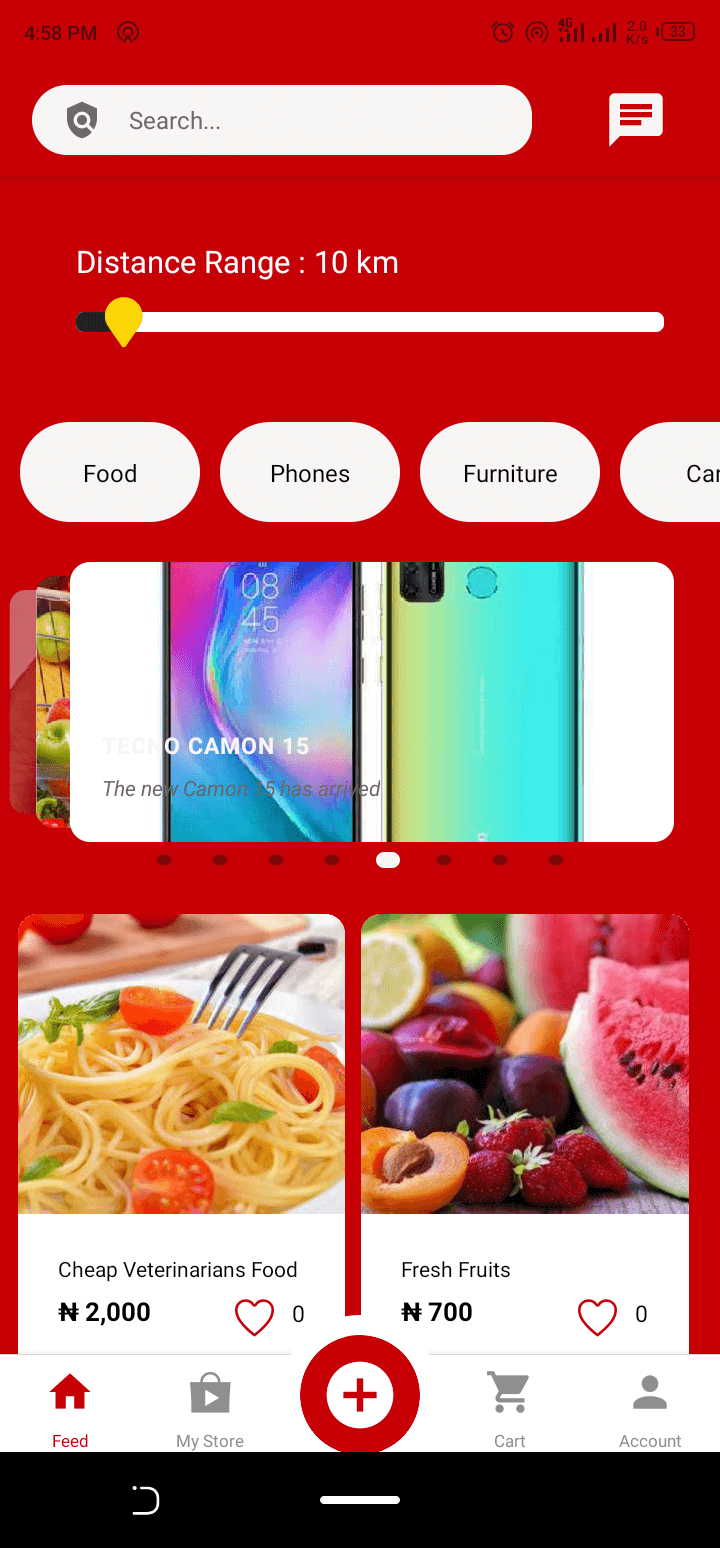 4:58 PM 4G 2.0 K/s 33
Search...
Distance Range : 10 km
Food Phones Furniture Car
08
45
TECNO CAMON 15
The new Camon 15 has arrived
Cheap Veterinarians Food
₦ 2,000 0
Fresh Fruits
₦ 700 0
Feed My Store Cart Account